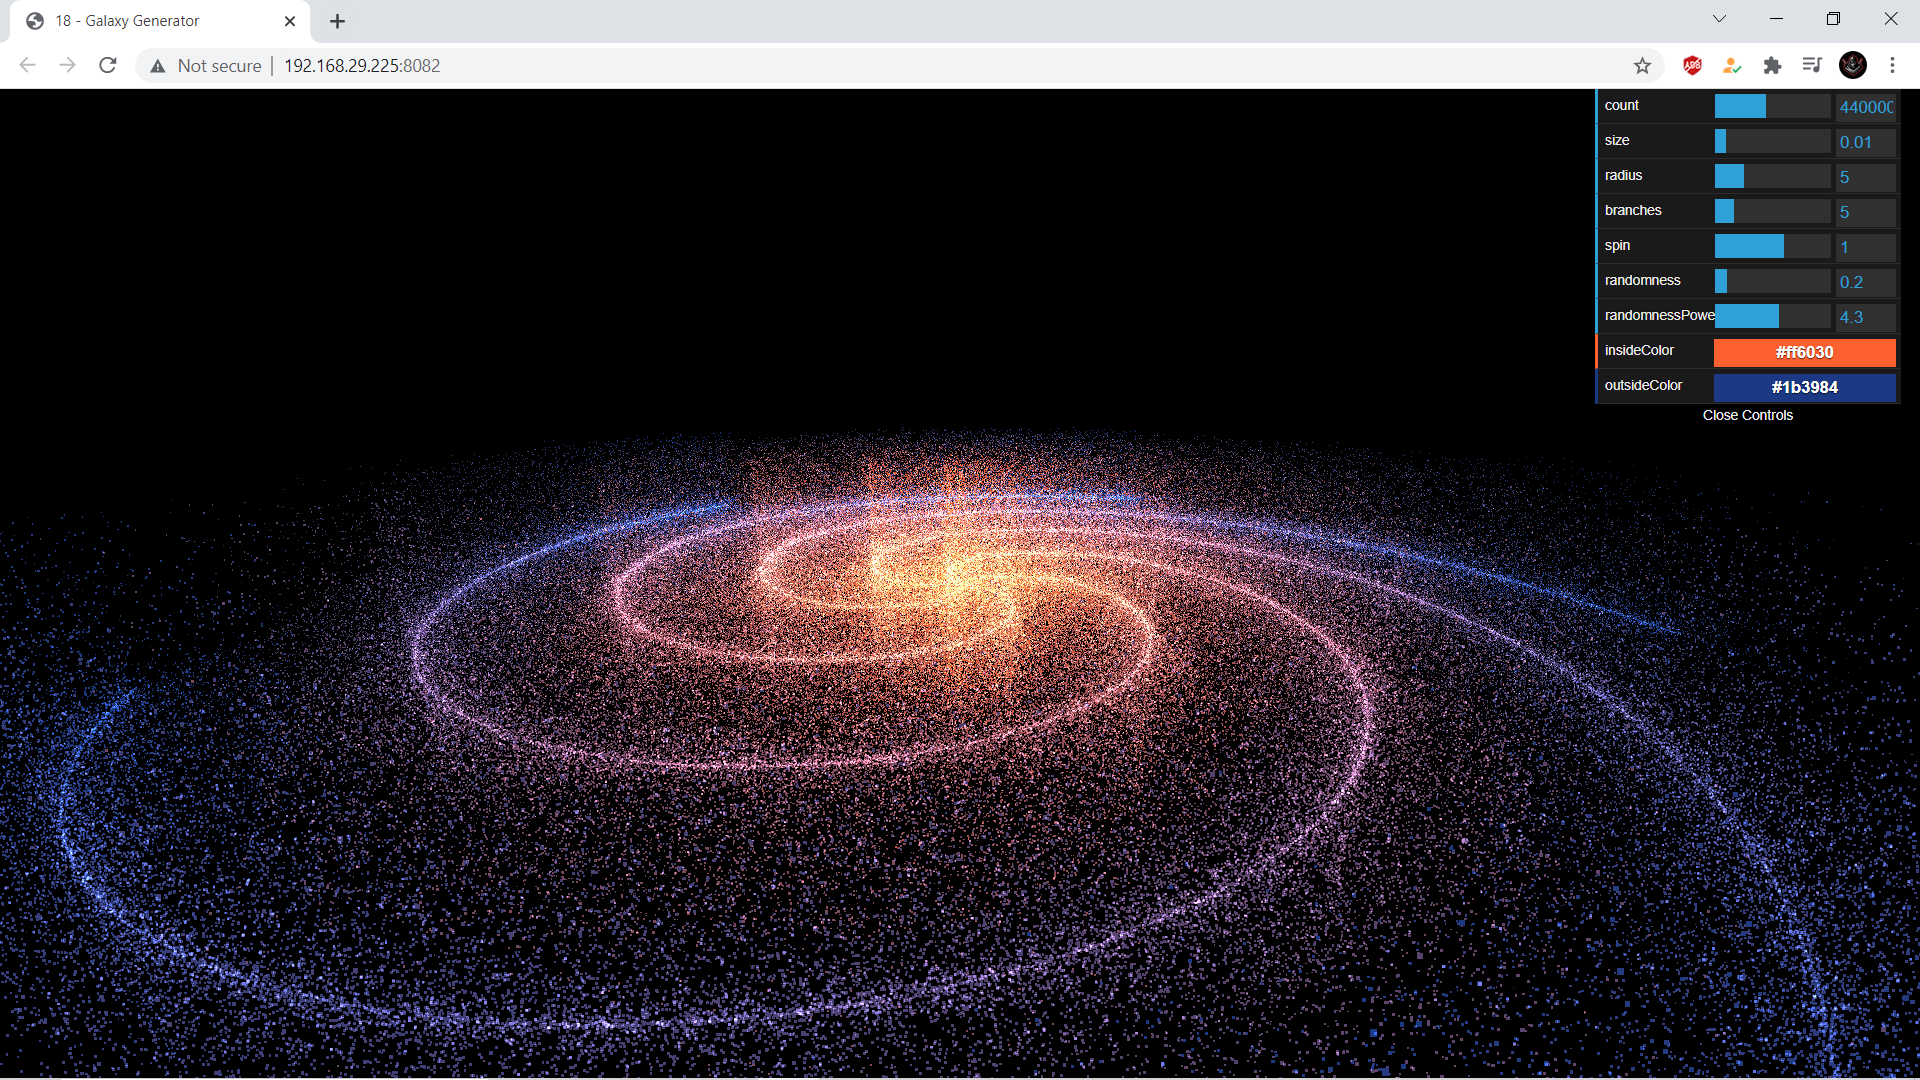 18 - Galaxy Generator
Not secure 192.168.29.225:8082
count 440000
size 0.01
radius 5
branches 5
spin 1
randomness 0.2
randomnessPowe 4.3
insideColor #ff6030
outsideColor #1b3984
Close Controls